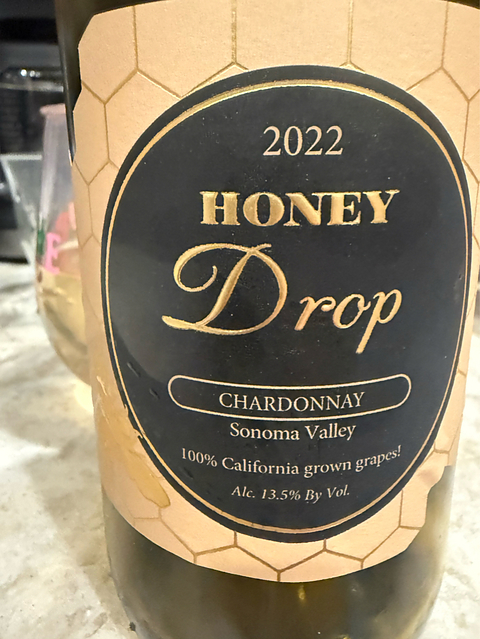 2022
HONEY
Drop
CHARDONNAY
Sonoma Valley
100% California grown grapes!
Alc. 13.5% By Vol.